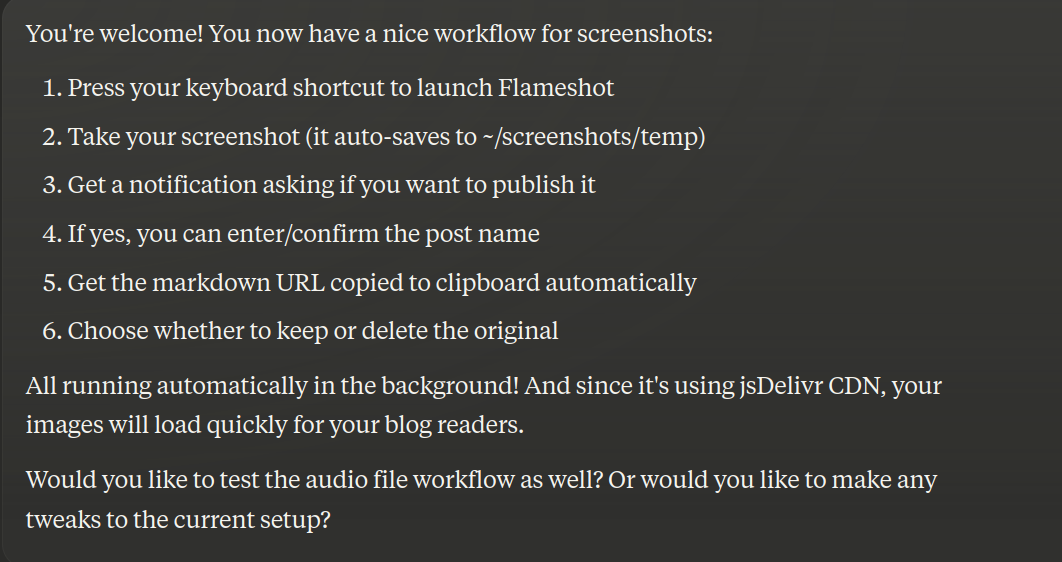 You're welcome! You now have a nice workflow for screenshots:
1. Press your keyboard shortcut to launch Flameshot
2. Take your screenshot (it auto-saves to ~/screenshots/temp)
3. Get a notification asking if you want to publish it
4. If yes, you can enter/confirm the post name
5. Get the markdown URL copied to clipboard automatically
6. Choose whether to keep or delete the original
All running automatically in the background! And since it's using jsDelivr CDN, your
images will load quickly for your blog readers.
Would you like to test the audio file workflow as well? Or would you like to make any
tweaks to the current setup?